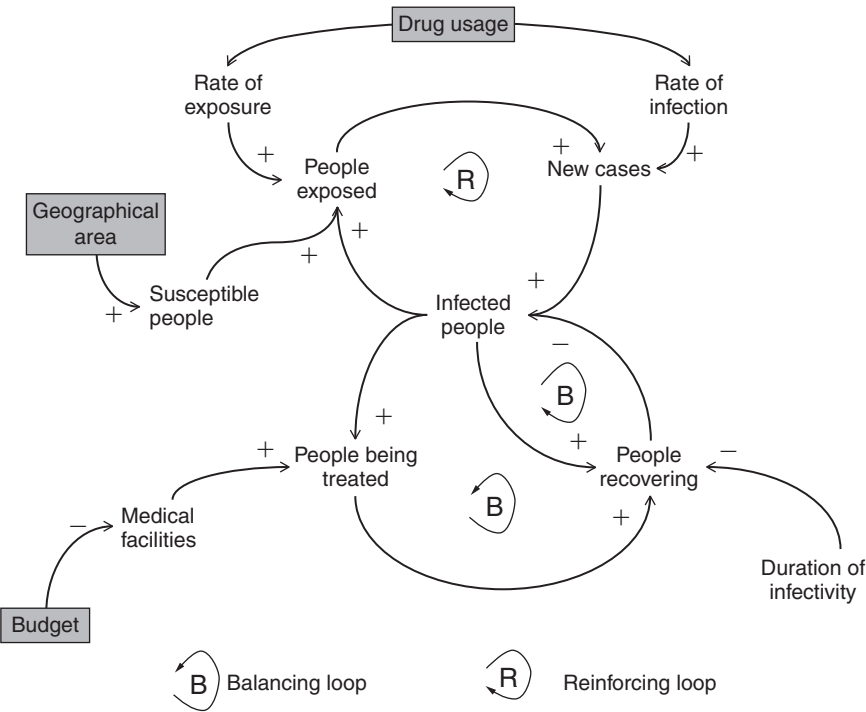 Drug usage
Rate of
exposure
Rate of
infection
+
People
exposed
R
+
New cases
+
Geographical
area
+
+
+
Susceptible
people
Infected
people
+
−
B
+
+
People being
treated
+
People
recovering
−
B
+
Medical
facilities
−
Duration of
infectivity
Budget
B
Balancing loop
R
Reinforcing loop